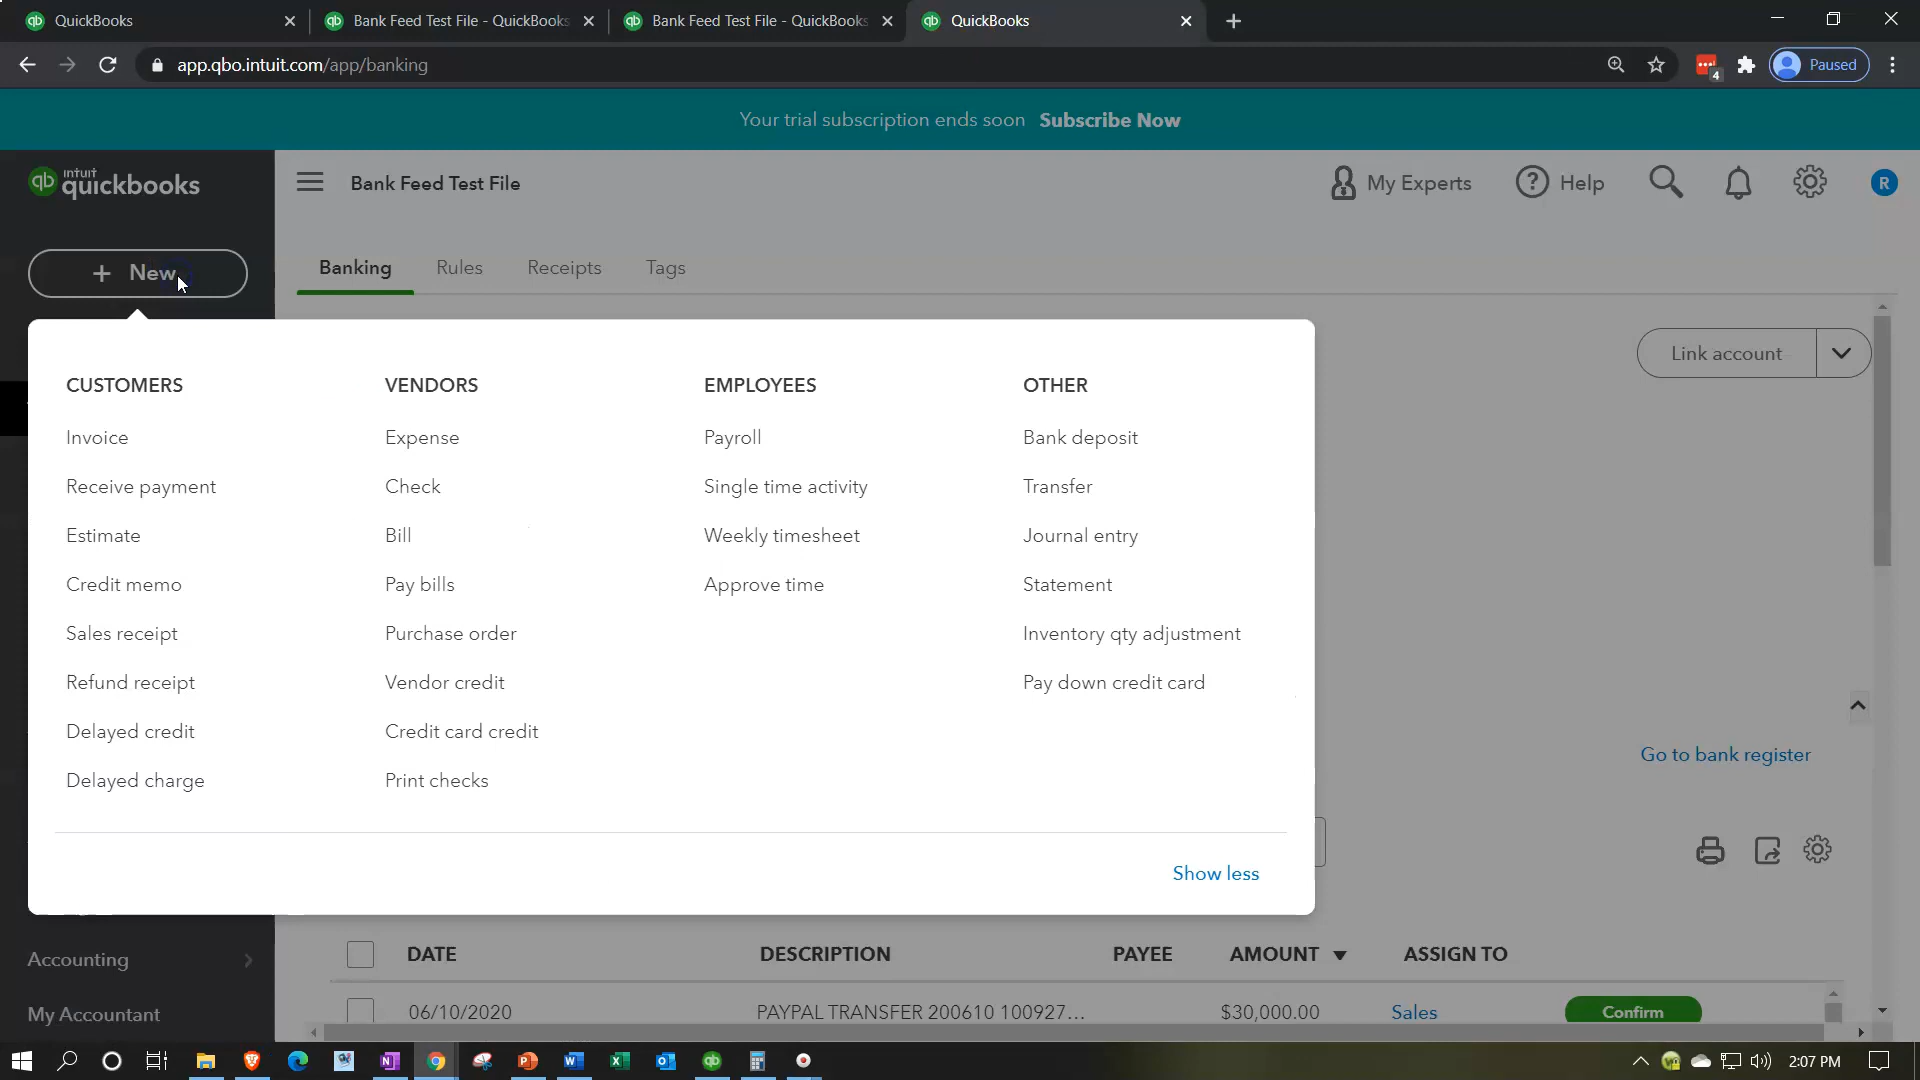 QuickBooks
Bank Feed Test File - QuickBooks
Bank Feed Test File - QuickBooks
QuickBooks
app.qbo.intuit.com/app/banking
4
Paused
Your trial subscription ends soon Subscribe Now
qb intuit quickbooks
Bank Feed Test File
My Experts
Help
R
+ New
Banking Rules Receipts Tags
Link account
CUSTOMERS
Invoice
Receive payment
Estimate
Credit memo
Sales receipt
Refund receipt
Delayed credit
Delayed charge
VENDORS
Expense
Check
Bill
Pay bills
Purchase order
Vendor credit
Credit card credit
Print checks
EMPLOYEES
Payroll
Single time activity
Weekly timesheet
Approve time
OTHER
Bank deposit
Transfer
Journal entry
Statement
Inventory qty adjustment
Pay down credit card
Show less
Go to bank register
Accounting
My Accountant
DATE DESCRIPTION PAYEE AMOUNT ASSIGN TO
06/10/2020 PAYPAL TRANSFER 200610 100927... $30,000.00 Sales Confirm
2:07 PM